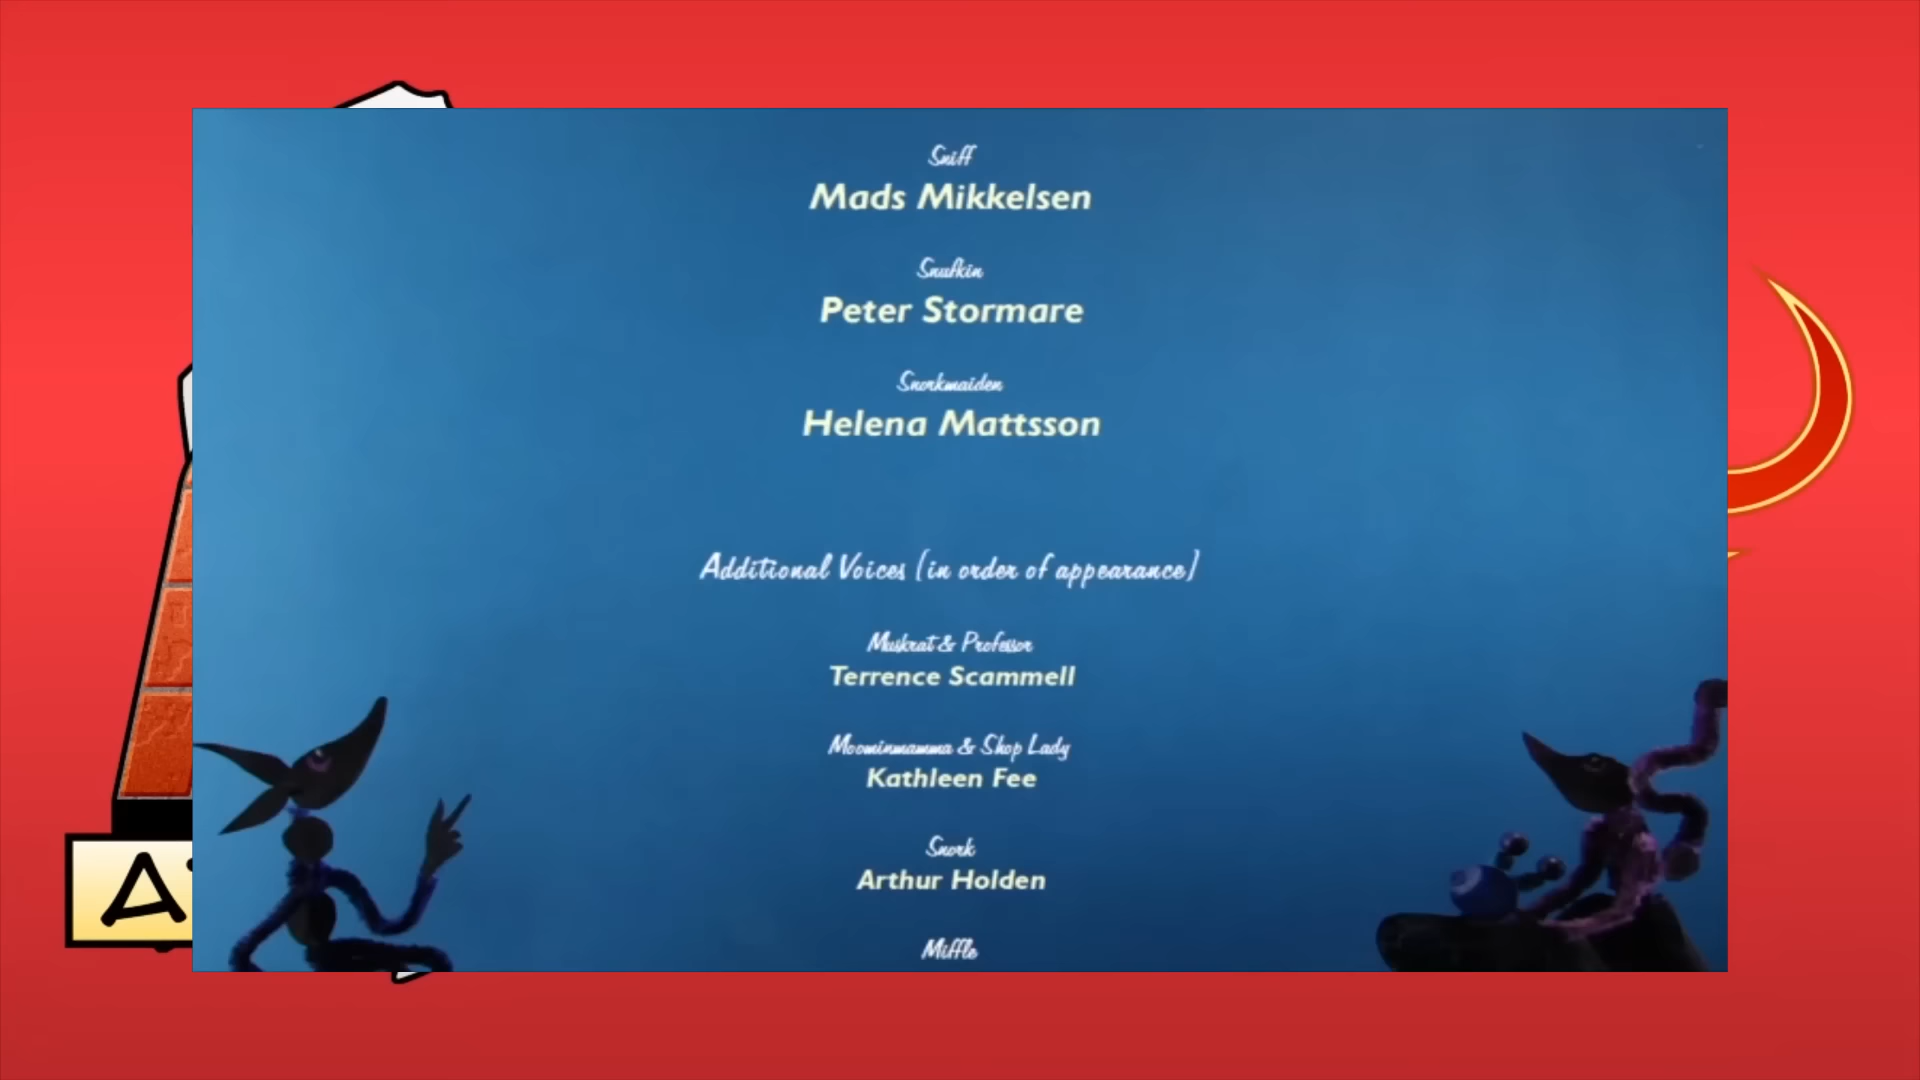 Sniff
Mads Mikkelsen
Snufkin
Peter Stormare
Snorkmaiden
Helena Mattsson
Additional Voices (in order of appearance)
Muskrat & Professor
Terrence Scammell
Moominmamma & Shop Lady
Kathleen Fee
Snork
Arthur Holden
Miffle